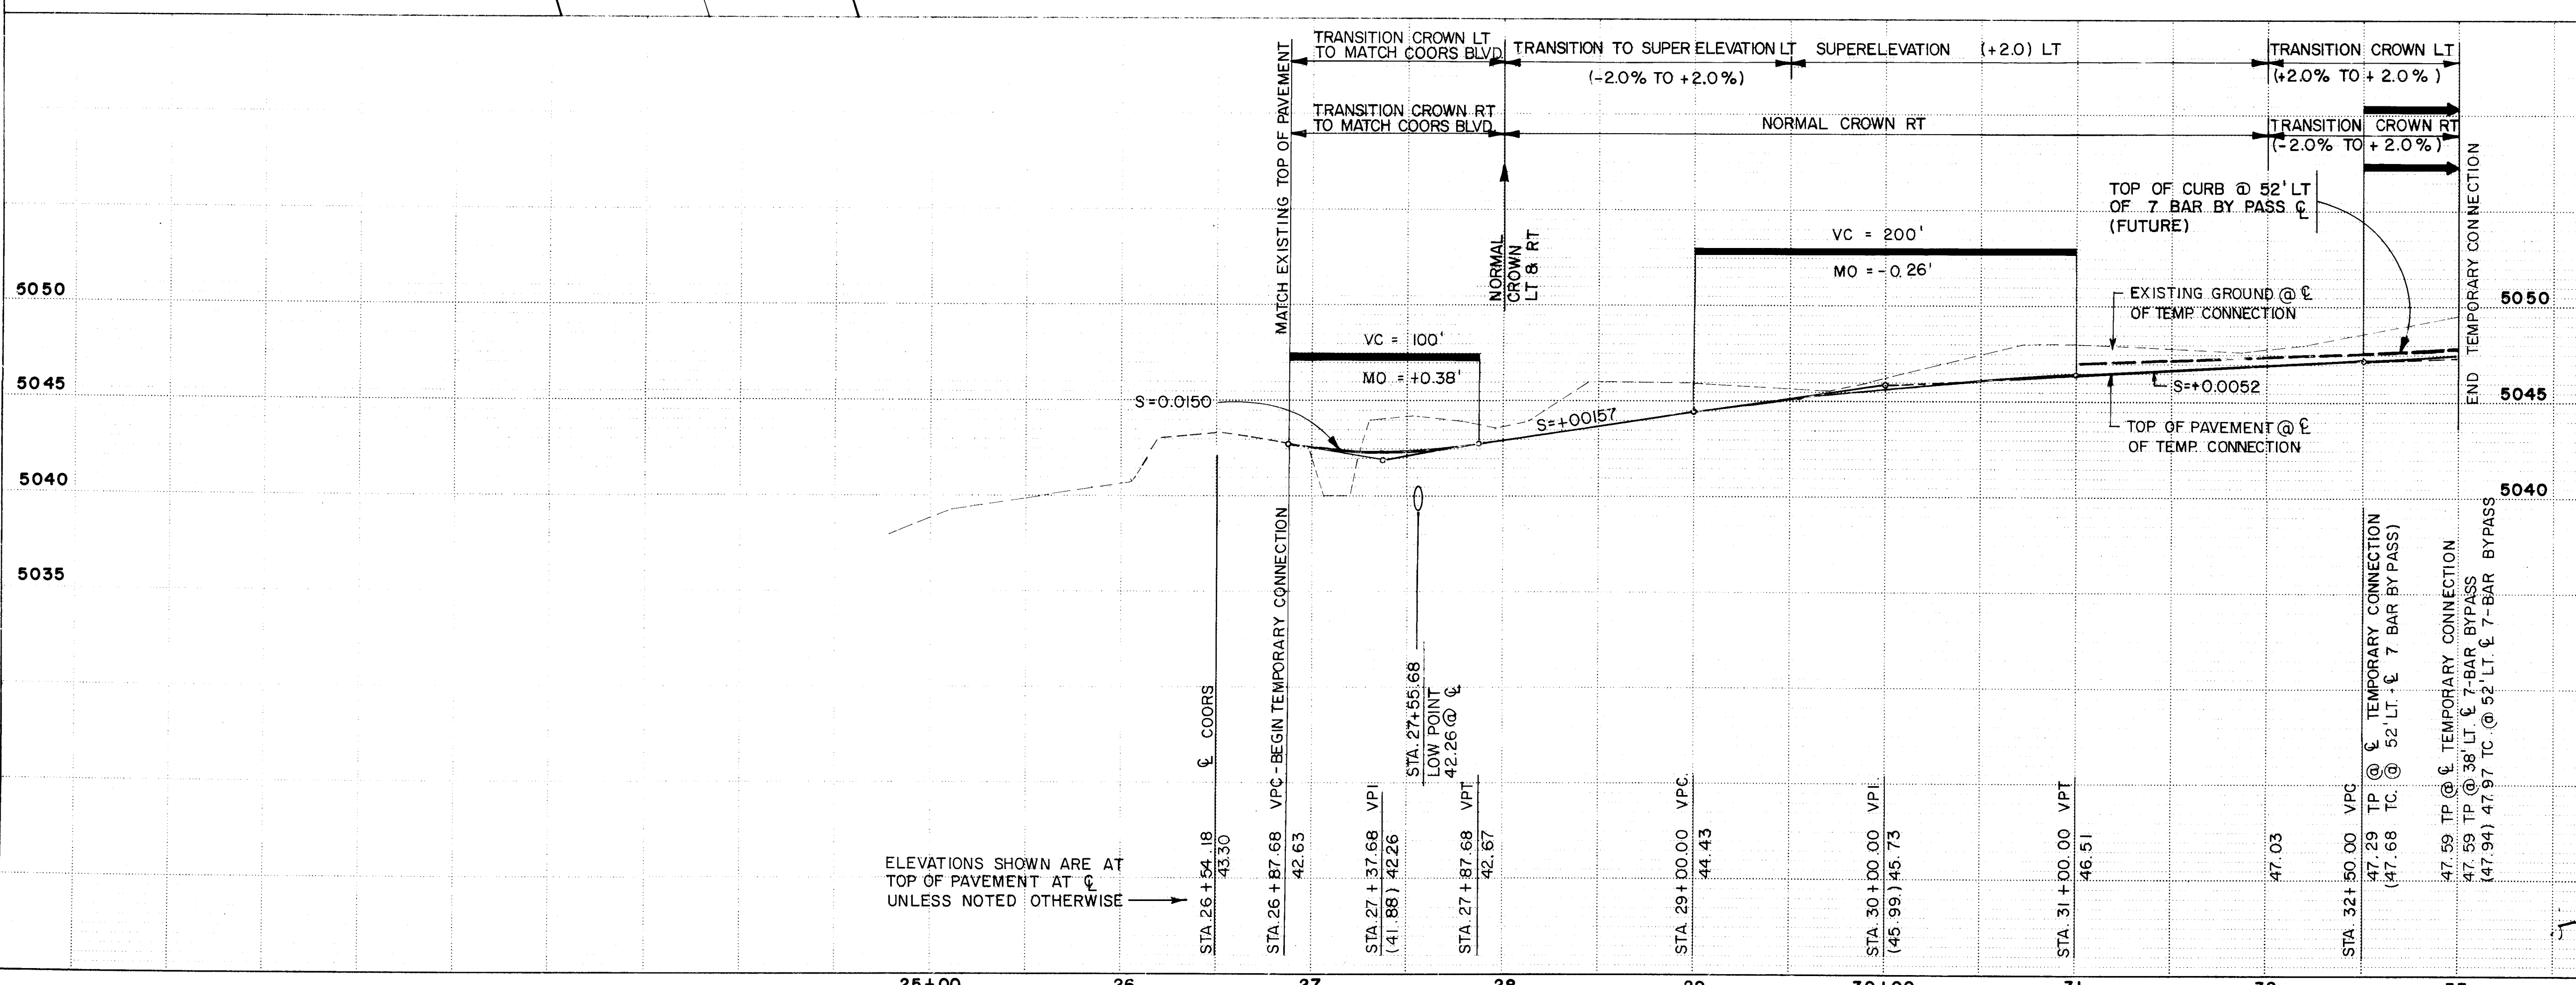 TRANSITION CROWN LT
TO MATCH COORS BLVD.
TRANSITION TO SUPER ELEVATION LT
(-2.0% TO +2.0%)
SUPERELEVATION (+2.0) LT
TRANSITION CROWN LT
(+2.0% TO + 2.0%)
TRANSITION CROWN RT
TO MATCH COORS BLVD.
NORMAL CROWN RT
TRANSITION CROWN RT
(-2.0% TO + 2.0%)
MATCH EXISTING TOP OF PAVEMENT
NORMAL
CROWN
LT & RT
TOP OF CURB @ 52' LT
OF 7 BAR BY PASS ℄
(FUTURE)
END TEMPORARY CONNECTION
VC = 200'
MO = -0.26'
EXISTING GROUND @ ℄
OF TEMP. CONNECTION
VC = 100'
MO = +0.38'
S=0.0150
S=+00157
S=+0.0052
TOP OF PAVEMENT @ ℄
OF TEMP. CONNECTION
5050
5045
5040
5035
5050
5045
5040
ELEVATIONS SHOWN ARE AT
TOP OF PAVEMENT AT ℄
UNLESS NOTED OTHERWISE
STA. 26+54.18 ℄ COORS
43.30
STA. 26+87.68 VPC-BEGIN TEMPORARY CONNECTION
42.63
STA. 27+37.68 VPI
(41.88) 42.26
STA. 27+55.68
LOW POINT
42.26 @ ℄
STA. 27+87.68 VPT
42.67
STA. 29+00.00 VPC.
44.43
STA. 30+00.00 VPI.
(45.99) 45.73
STA. 31+00.00 VPT
46.51
47.03
STA. 32+50.00 VPC
47.29 TP @ ℄ TEMPORARY CONNECTION
(47.68 TC. @ 52' LT. - ℄ 7 BAR BY PASS)
47.59 TP @ ℄ TEMPORARY CONNECTION
47.59 TP @ 38' LT. ℄ 7-BAR BYPASS
(47.94) 47.97 TC. @ 52' LT. ℄ 7-BAR BYPASS
25+00
26
27
28
29
30+00
31
32